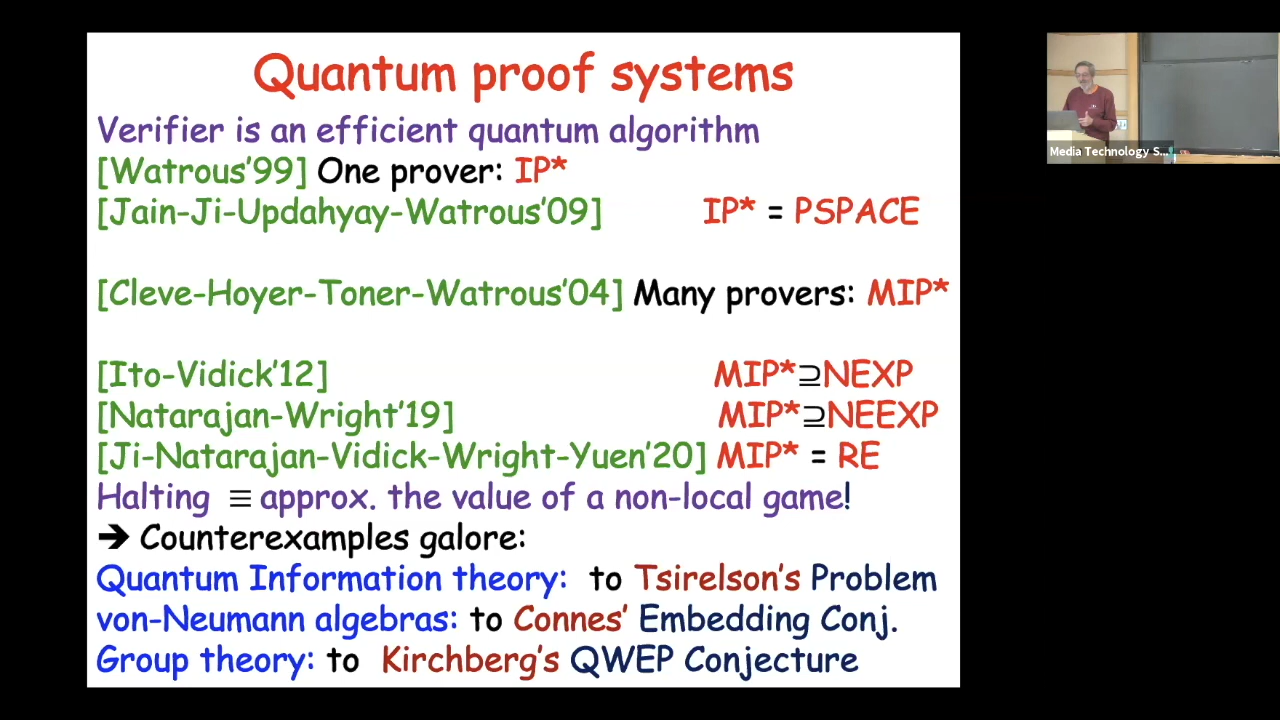 Quantum proof systems
Verifier is an efficient quantum algorithm
[Watrous'99] One prover: IP*
[Jain-Ji-Updahyay-Watrous'09] IP* = PSPACE
[Cleve-Hoyer-Toner-Watrous'04] Many provers: MIP*
[Ito-Vidick'12] MIP*⊇NEXP
[Natarajan-Wright'19] MIP*⊇NEEXP
[Ji-Natarajan-Vidick-Wright-Yuen'20] MIP* = RE
Halting ≡ approx. the value of a non-local game!
➔ Counterexamples galore:
Quantum Information theory: to Tsirelson's Problem
von-Neumann algebras: to Connes' Embedding Conj.
Group theory: to Kirchberg's QWEP Conjecture
Media Technology S...